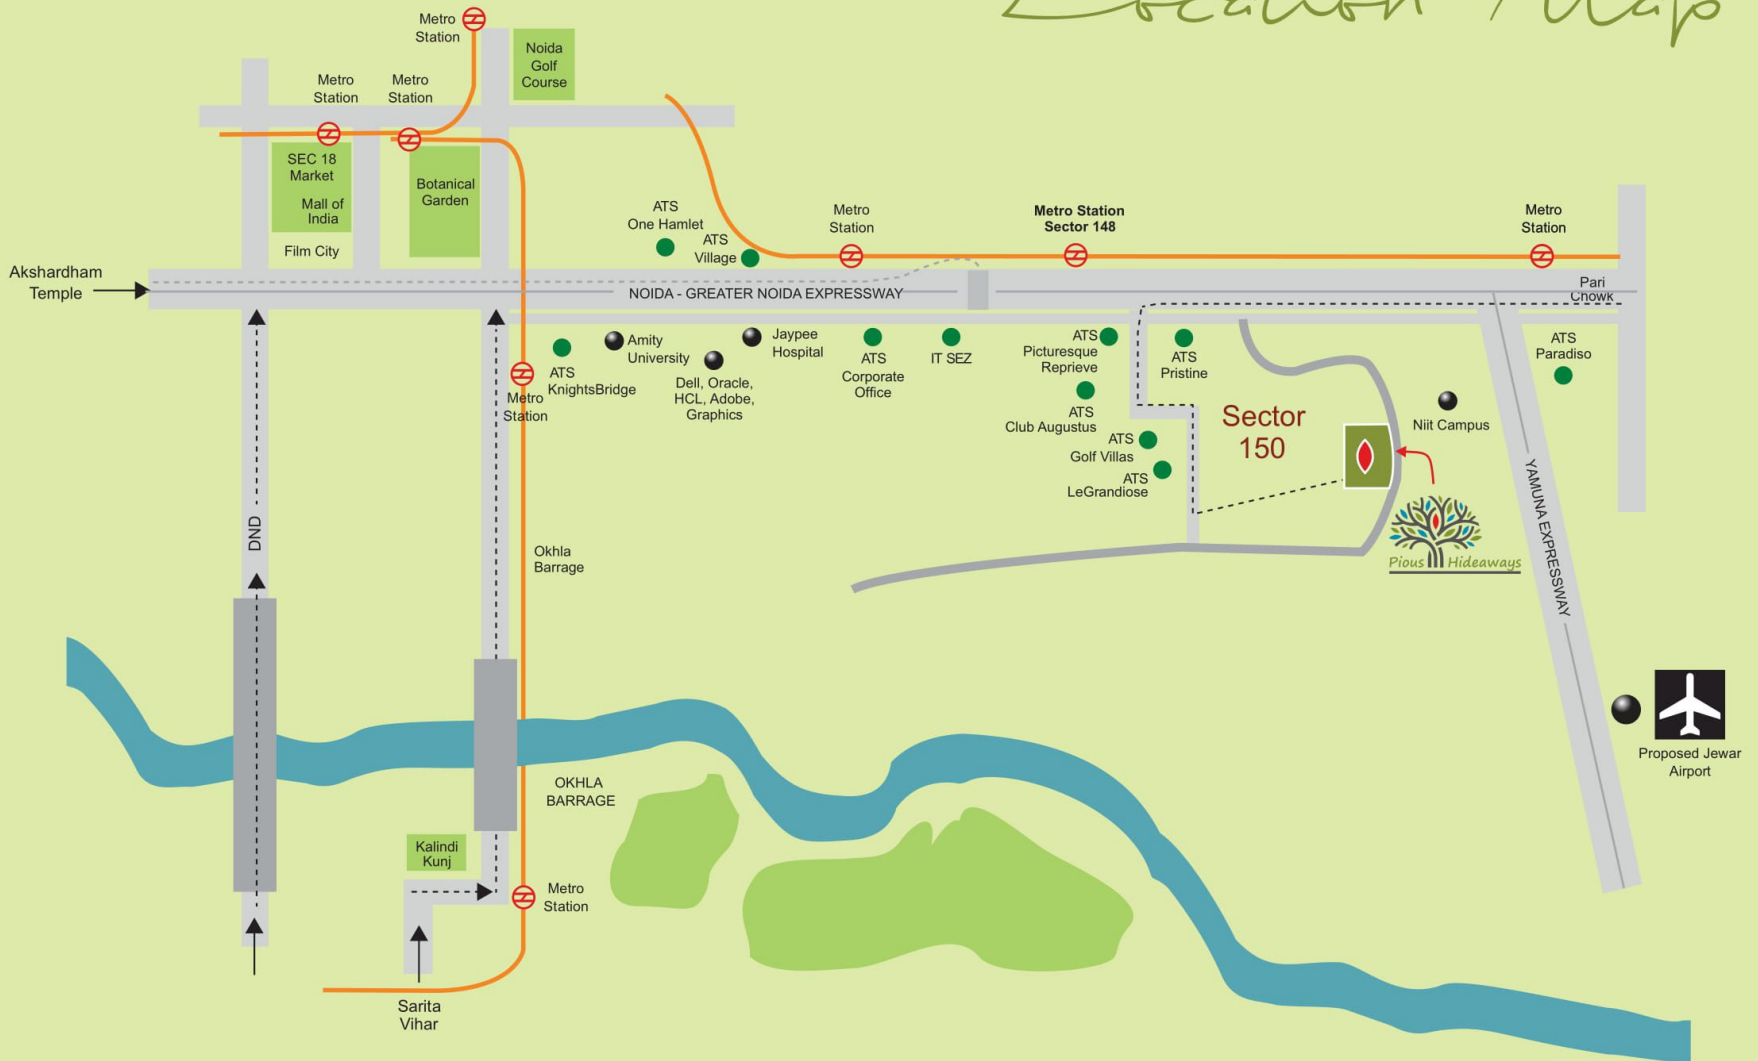 Location Map
Metro
Station
Noida
Golf
Course
Metro
Station
Metro
Station
SEC 18
Market
Mall of
India
Botanical
Garden
Film City
ATS
One Hamlet
ATS
Village
Metro
Station
Metro Station
Sector 148
Metro
Station
Akshardham
Temple
NOIDA - GREATER NOIDA EXPRESSWAY
Pari
Chowk
Amity
University
Jaypee
Hospital
ATS
KnightsBridge
Dell, Oracle,
HCL, Adobe,
Graphics
ATS
Corporate
Office
IT SEZ
ATS
Picturesque
Reprieve
ATS
Pristine
ATS
Paradiso
Metro
Station
ATS
Club Augustus
ATS
Golf Villas
ATS
LeGrandiose
Sector
150
Niit Campus
DND
Okhla
Barrage
Pious Hideaways
YAMUNA EXPRESSWAY
Proposed Jewar
Airport
OKHLA
BARRAGE
Kalindi
Kunj
Metro
Station
Sarita
Vihar